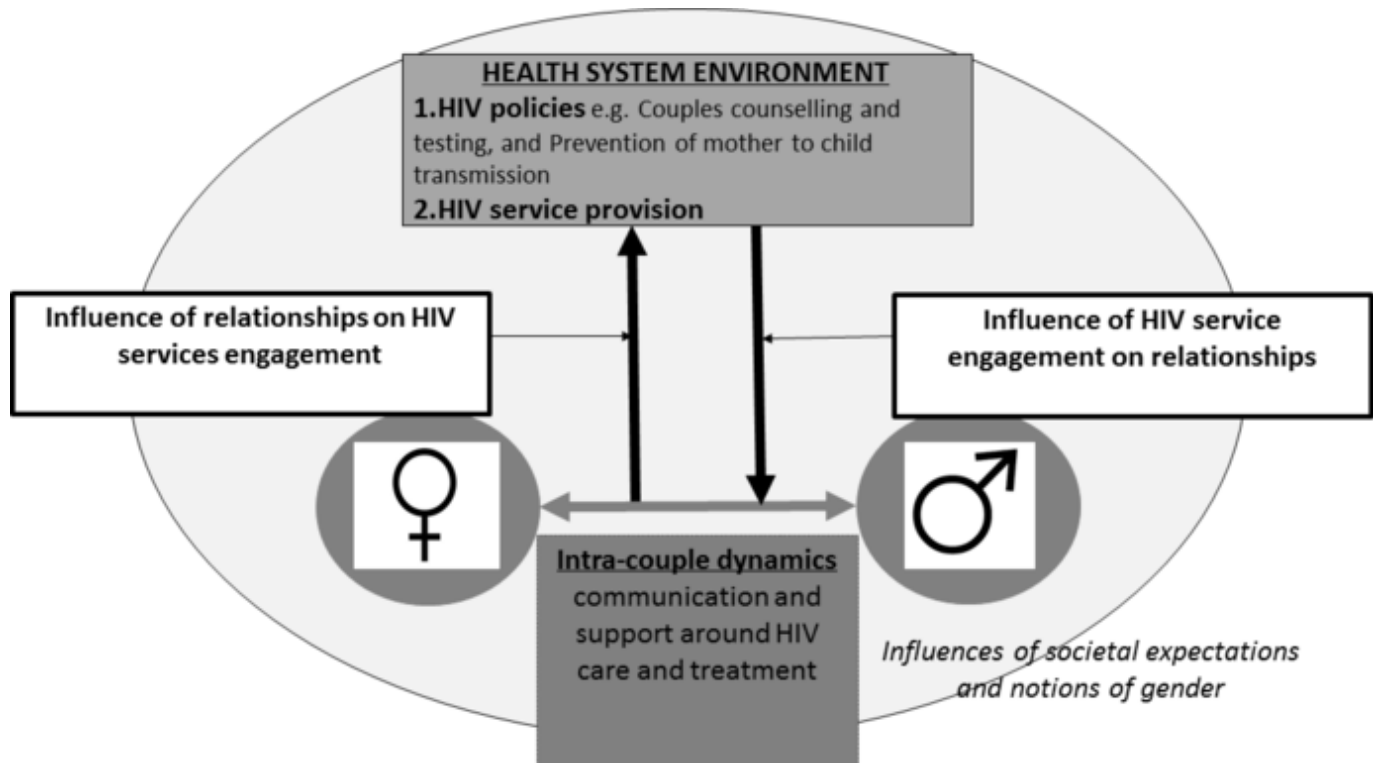 HEALTH SYSTEM ENVIRONMENT
1.HIV policies e.g. Couples counselling and
testing, and Prevention of mother to child
transmission
2.HIV service provision
Influence of relationships on HIV
services engagement
Influence of HIV service
engagement on relationships
Intra-couple dynamics
communication and
support around HIV
care and treatment
Influences of societal expectations
and notions of gender